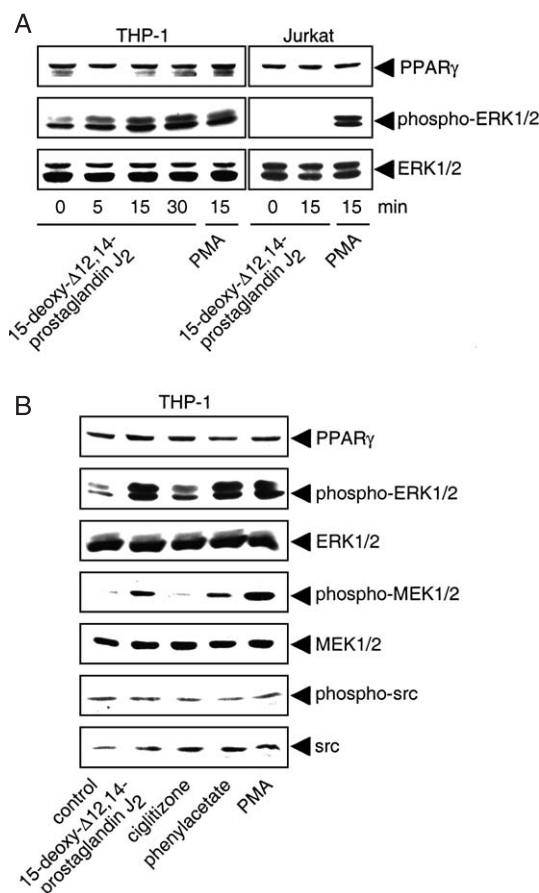 A
THP-1 Jurkat
PPARγ
phospho-ERK1/2
ERK1/2
0 5 15 30 15 0 15 15 min
15-deoxy-Δ12,14-
prostaglandin J2
PMA
15-deoxy-Δ12,14-
prostaglandin J2
PMA
B
THP-1
PPARγ
phospho-ERK1/2
ERK1/2
phospho-MEK1/2
MEK1/2
phospho-src
src
control
15-deoxy-Δ12,14-
prostaglandin J2
ciglitizone
phenylacetate
PMA